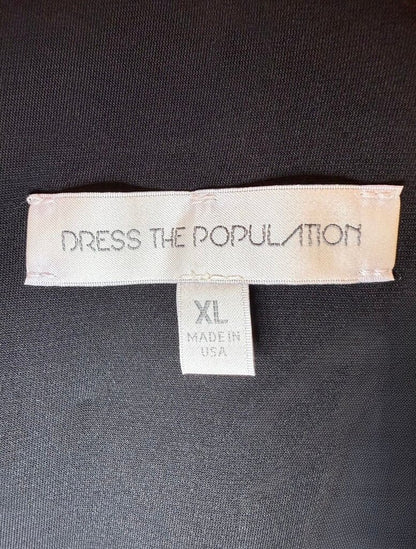 DRESS THE POPULATION
XL
MADE IN
USA